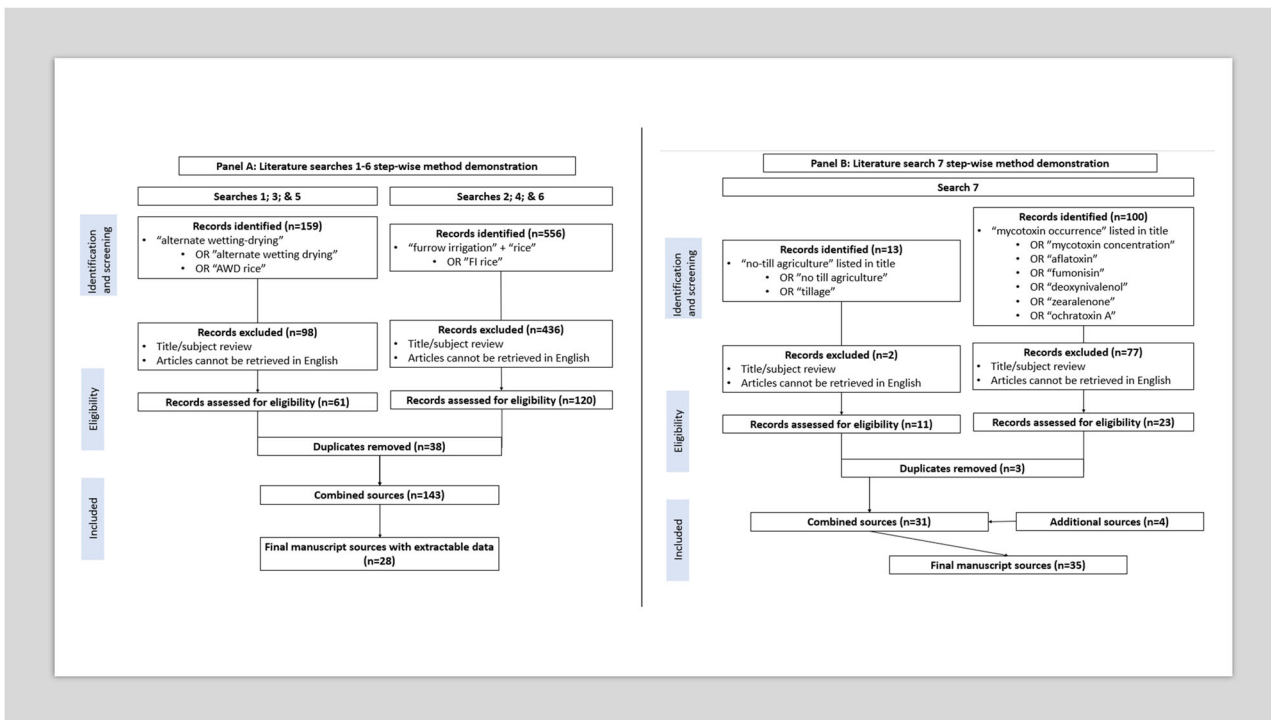 Panel A: Literature searches 1-6 step-wise method demonstration
Searches 1; 3; & 5
Searches 2; 4; & 6
Identification
and screening
Records identified (n=159)
• “alternate wetting-drying”
• OR “alternate wetting drying”
• OR “AWD rice”
Records identified (n=556)
• “furrow irrigation” + “rice”
• OR “FI rice”
Records excluded (n=98)
• Title/subject review
• Articles cannot be retrieved in English
Records excluded (n=436)
• Title/subject review
• Articles cannot be retrieved in English
Eligibility
Records assessed for eligibility (n=61)
Records assessed for eligibility (n=120)
Duplicates removed (n=38)
Included
Combined sources (n=143)
Final manuscript sources with extractable data
(n=28)
Panel B: Literature search 7 step-wise method demonstration
Search 7
Identification
and screening
Records identified (n=13)
• “no-till agriculture” listed in title
• OR “no till agriculture”
• OR “tillage”
Records identified (n=100)
• “mycotoxin occurrence” listed in title
• OR “mycotoxin concentration”
• OR “aflatoxin”
• OR “fumonisin”
• OR “deoxynivalenol”
• OR “zearalenone”
• OR “ochratoxin A”
Records excluded (n=2)
• Title/subject review
• Articles cannot be retrieved in English
Records excluded (n=77)
• Title/subject review
• Articles cannot be retrieved in English
Eligibility
Records assessed for eligibility (n=11)
Records assessed for eligibility (n=23)
Duplicates removed (n=3)
Included
Combined sources (n=31)
Additional sources (n=4)
Final manuscript sources (n=35)